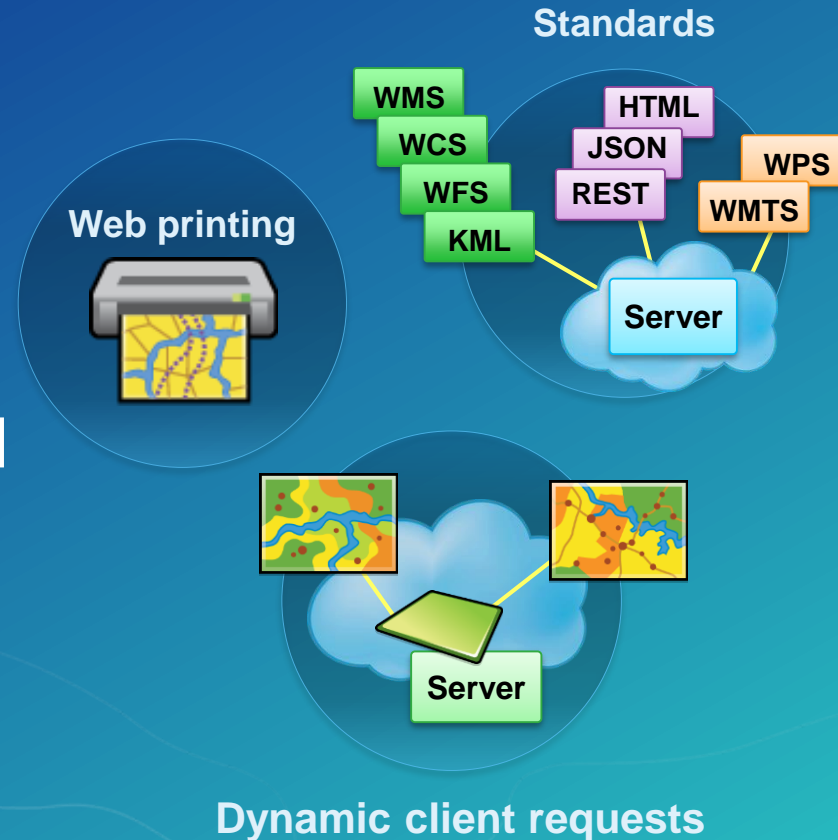 Standards
WMS
WCS
WFS
KML
HTML
JSON
REST
WPS
WMTS
Server
Web printing
Server
Dynamic client requests